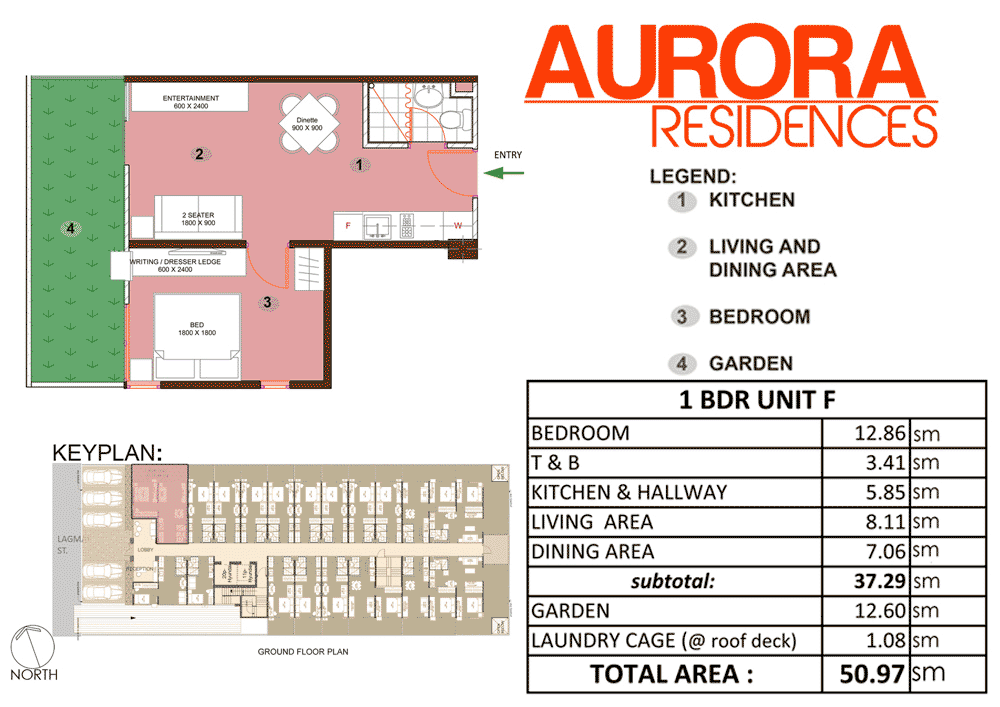 AURORA
RESIDENCES
ENTERTAINMENT
600 X 2400
Dinette
900 X 900
2
1
ENTRY
4
2 SEATER
1800 X 900
F
W
WRITING / DRESSER LEDGE
600 X 2400
3
BED
1800 X 1800
LEGEND:
1 KITCHEN
2 LIVING AND
DINING AREA
3 BEDROOM
4 GARDEN
1 BDR UNIT F
BEDROOM 12.86 sm
T & B 3.41 sm
KITCHEN & HALLWAY 5.85 sm
LIVING AREA 8.11 sm
DINING AREA 7.06 sm
subtotal: 37.29 sm
GARDEN 12.60 sm
LAUNDRY CAGE (@ roof deck) 1.08 sm
TOTAL AREA : 50.97 sm
KEYPLAN:
ST.
LOBBY
RECEPTION
GROUND FLOOR PLAN
NORTH